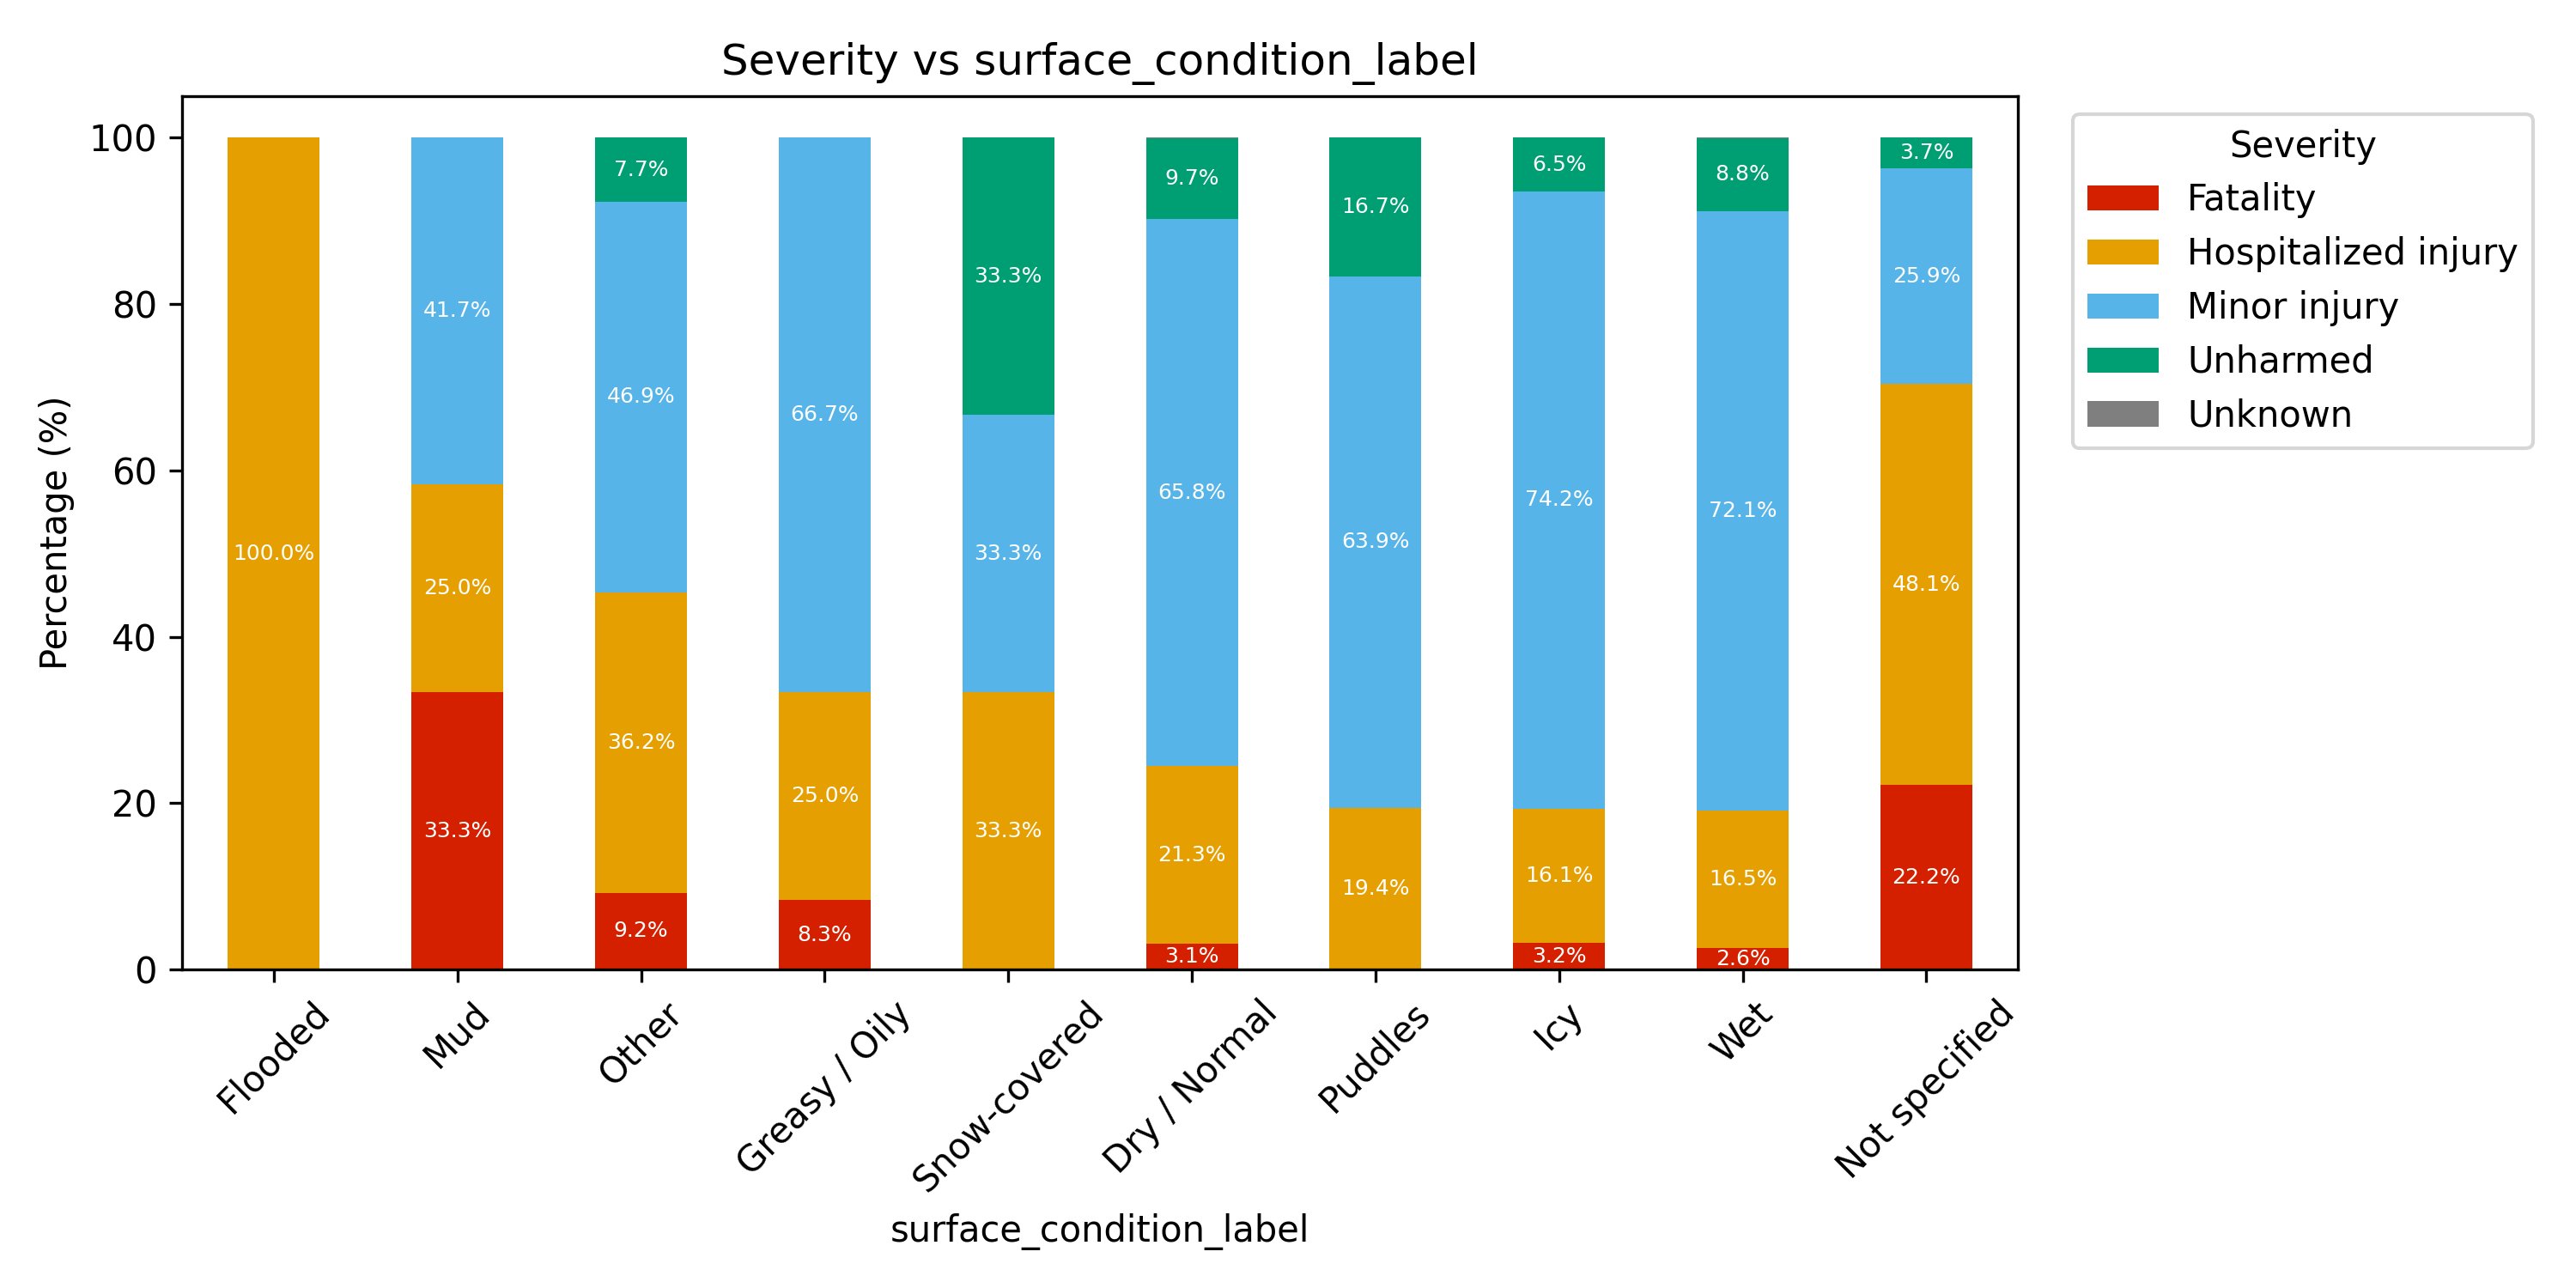 Severity vs surface_condition_label
Percentage (%)
100
80
60
40
20
0
100.0%
41.7%
25.0%
33.3%
7.7%
46.9%
36.2%
9.2%
66.7%
25.0%
8.3%
33.3%
33.3%
33.3%
9.7%
65.8%
21.3%
3.1%
16.7%
63.9%
19.4%
6.5%
74.2%
16.1%
3.2%
8.8%
72.1%
16.5%
2.6%
3.7%
25.9%
48.1%
22.2%
Flooded
Mud
Other
Greasy / Oily
Snow-covered
Dry / Normal
Puddles
Icy
Wet
Not specified
surface_condition_label
Severity
Fatality
Hospitalized injury
Minor injury
Unharmed
Unknown